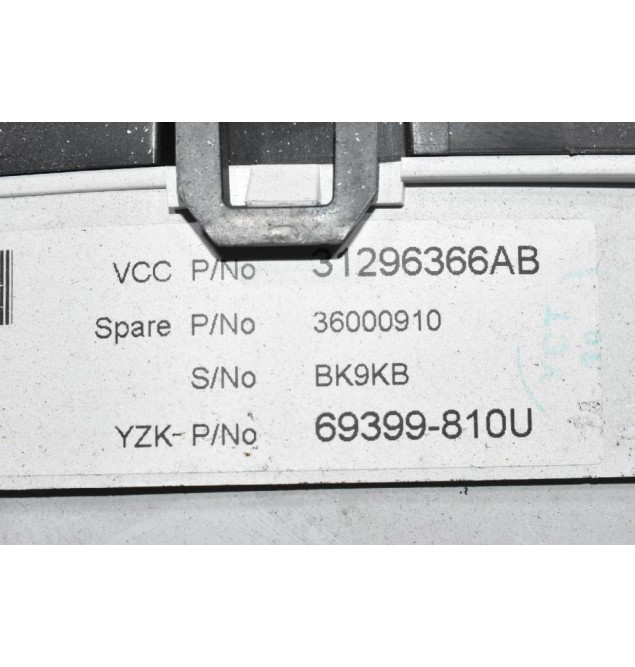 VCC P/No 31296366AB
Spare P/No 36000910
S/No BK9KB
YZK- P/No 69399-810U